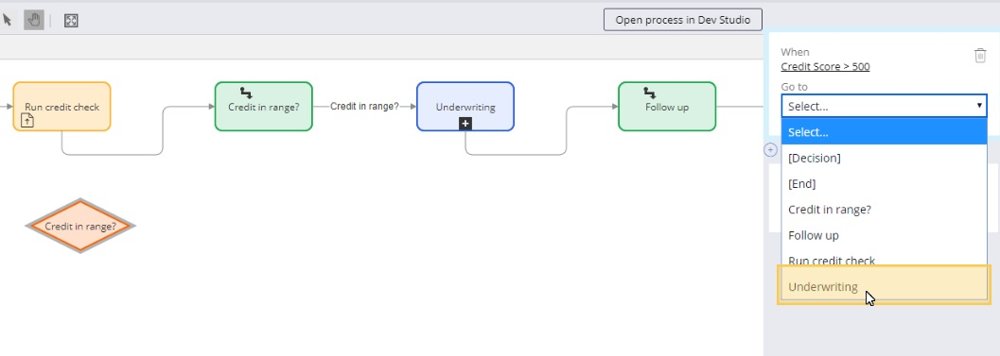 Open process in Dev Studio
When
Credit Score > 500
Go to
Select...
Select...
[Decision]
[End]
Credit in range?
Follow up
Run credit check
Underwriting
Run credit check
Credit in range?
Credit in range?
Underwriting
Follow up
Credit in range?